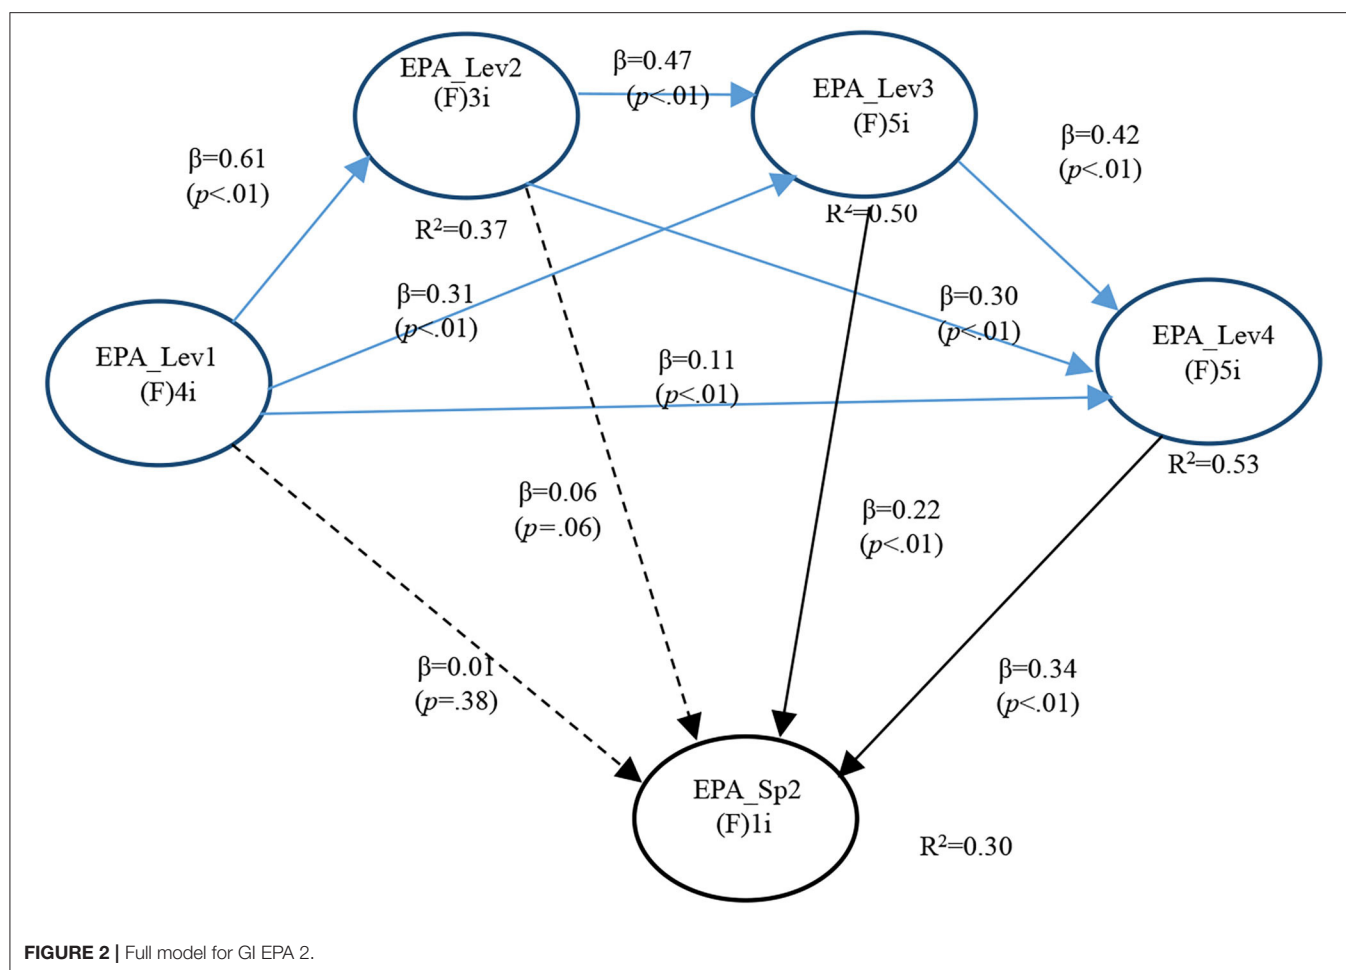 EPA_Lev2
(F)3i
β=0.47
(p<.01)
EPA_Lev3
(F)5i
β=0.61
(p<.01)
β=0.42
(p<.01)
R²=0.37
R²=0.50
β=0.31
(p<.01)
β=0.30
(p<.01)
EPA_Lev1
(F)4i
β=0.11
(p<.01)
EPA_Lev4
(F)5i
R²=0.53
β=0.06
(p=.06)
β=0.22
(p<.01)
β=0.01
(p=.38)
β=0.34
(p<.01)
EPA_Sp2
(F)1i
R²=0.30
FIGURE 2 | Full model for GI EPA 2.